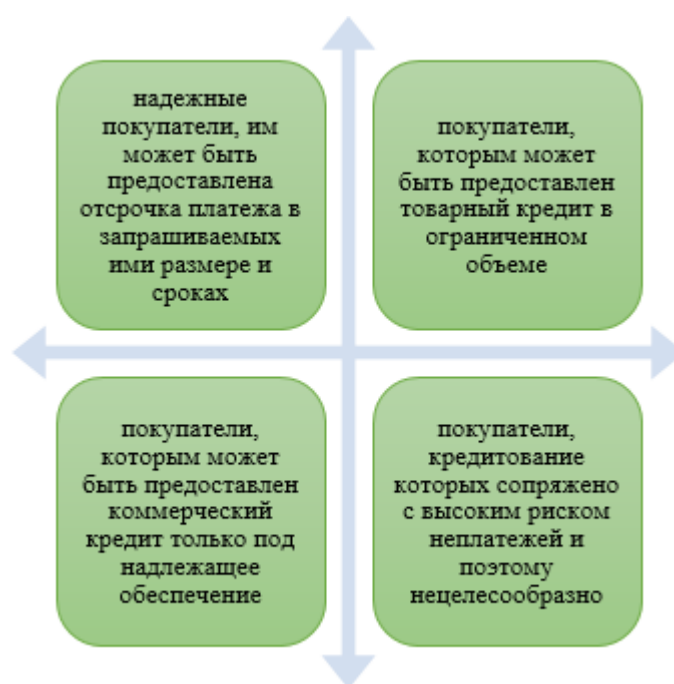 надежные
покупатели, им
может быть
предоставлена
отсрочка платежа в
запрашиваемых
ими размере и
сроках
покупатели,
которым может
быть предоставлен
товарный кредит в
ограниченном
объеме
покупатели,
которым может
быть предоставлен
коммерческий
кредит только под
надлежащее
обеспечение
покупатели,
кредитование
которых сопряжено
с высоким риском
неплатежей и
поэтому
нецелесообразно